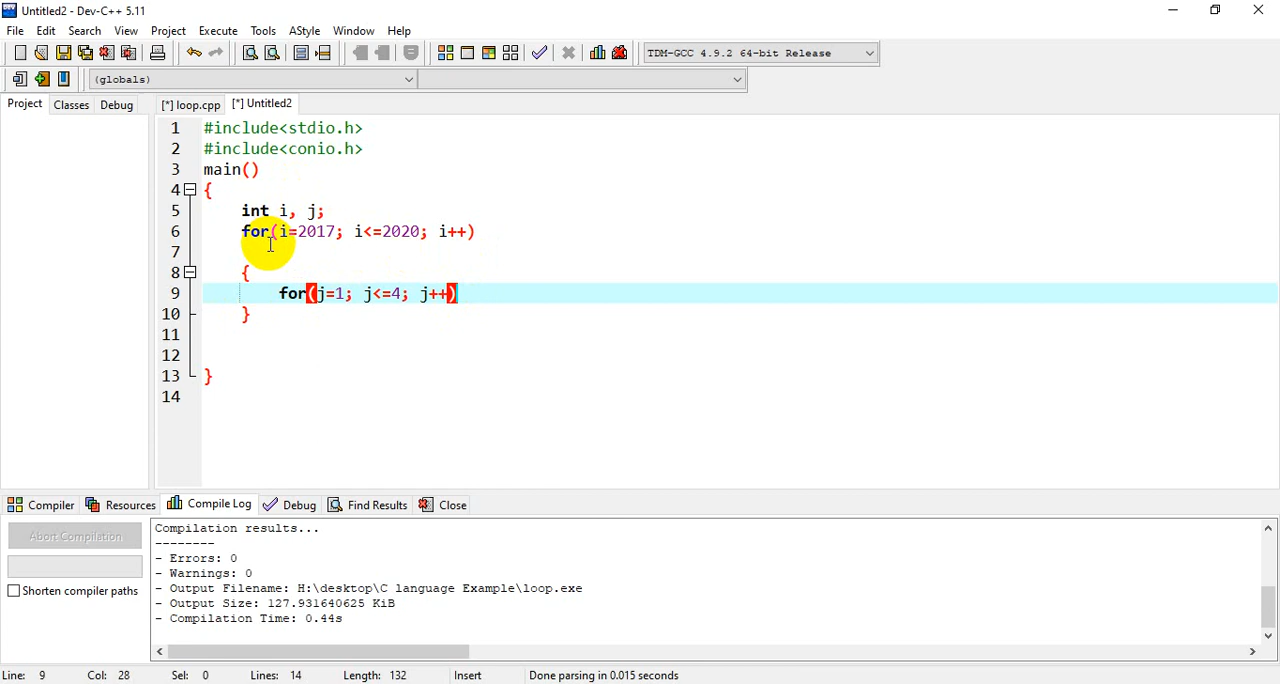 Untitled2 - Dev-C++ 5.11
File Edit Search View Project Execute Tools AStyle Window Help
TDM-GCC 4.9.2 64-bit Release
(globals)
Project Classes Debug [*] loop.cpp [*] Untitled2
1 #include<stdio.h>
2 #include<conio.h>
3 main()
4 {
5 int i, j;
6 for(i=2017; i<=2020; i++)
7
8 {
9 for(j=1; j<=4; j++)
10 }
11
12
13 }
14
Compiler Resources Compile Log Debug Find Results Close
Abort Compilation
Shorten compiler paths
Compilation results...
--------
- Errors: 0
- Warnings: 0
- Output Filename: H:\desktop\C language Example\loop.exe
- Output Size: 127.931640625 KiB
- Compilation Time: 0.44s
Line: 9 Col: 28 Sel: 0 Lines: 14 Length: 132 Insert Done parsing in 0.015 seconds